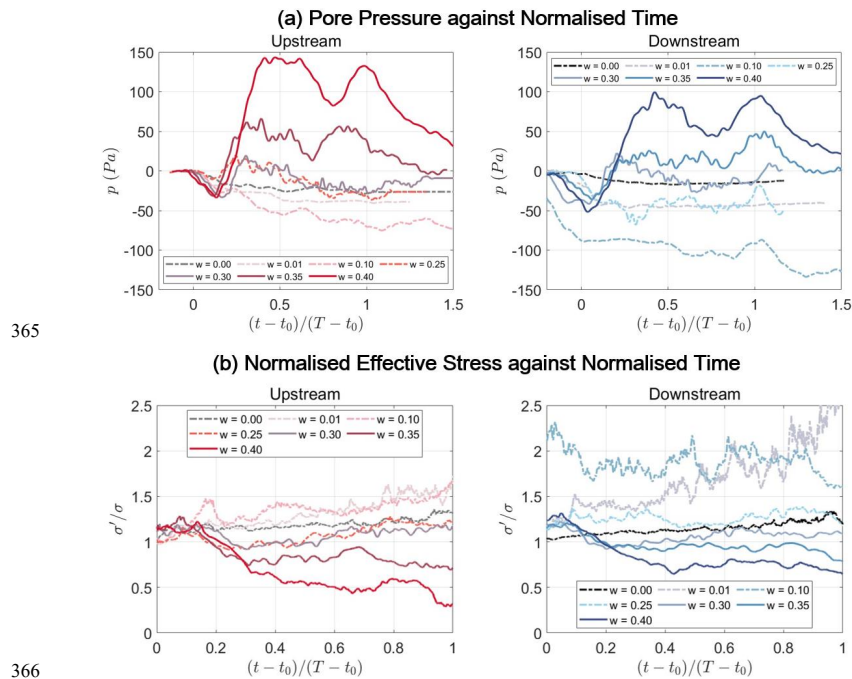 (a) Pore Pressure against Normalised Time
Upstream
Downstream
150
100
50
0
-50
-100
-150
p (Pa)
w = 0.00 w = 0.01 w = 0.10 w = 0.25
w = 0.30 w = 0.35 w = 0.40
0 0.5 1 1.5
(t − t₀)/(T − t₀)
150
100
50
0
-50
-100
-150
p (Pa)
w = 0.00 w = 0.01 w = 0.10 w = 0.25
w = 0.30 w = 0.35 w = 0.40
0 0.5 1 1.5
(t − t₀)/(T − t₀)
365
(b) Normalised Effective Stress against Normalised Time
Upstream
Downstream
2.5
2
1.5
1
0.5
0
σ′/σ
w = 0.00 w = 0.01 w = 0.10
w = 0.25 w = 0.30 w = 0.35
w = 0.40
0 0.2 0.4 0.6 0.8 1
(t − t₀)/(T − t₀)
2.5
2
1.5
1
0.5
0
σ′/σ
w = 0.00 w = 0.01 w = 0.10
w = 0.25 w = 0.30 w = 0.35
w = 0.40
0 0.2 0.4 0.6 0.8 1
(t − t₀)/(T − t₀)
366